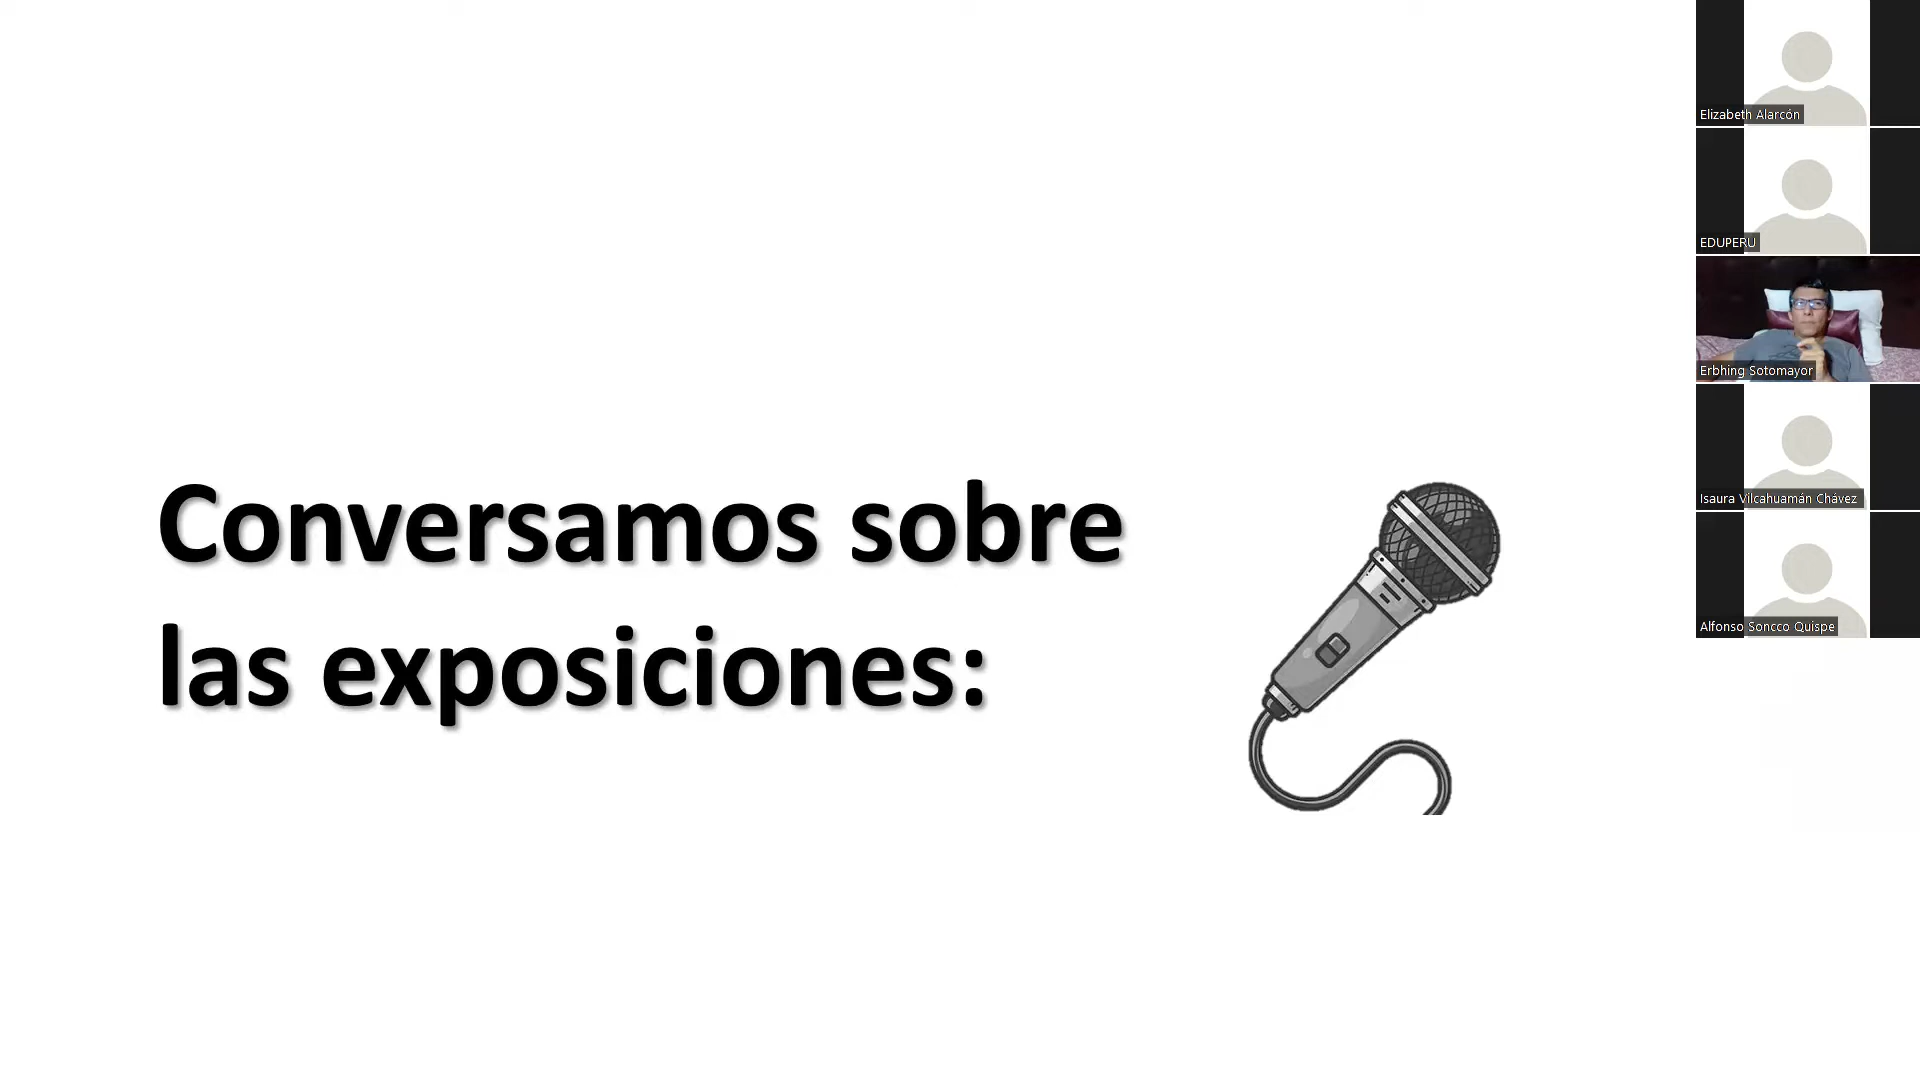 Conversamos sobre
las exposiciones:
Elizabeth Alarcón
EDUPERU
Erbhing Sotomayor
Isaura Vilcahuamán Chávez
Alfonso Soncco Quispe